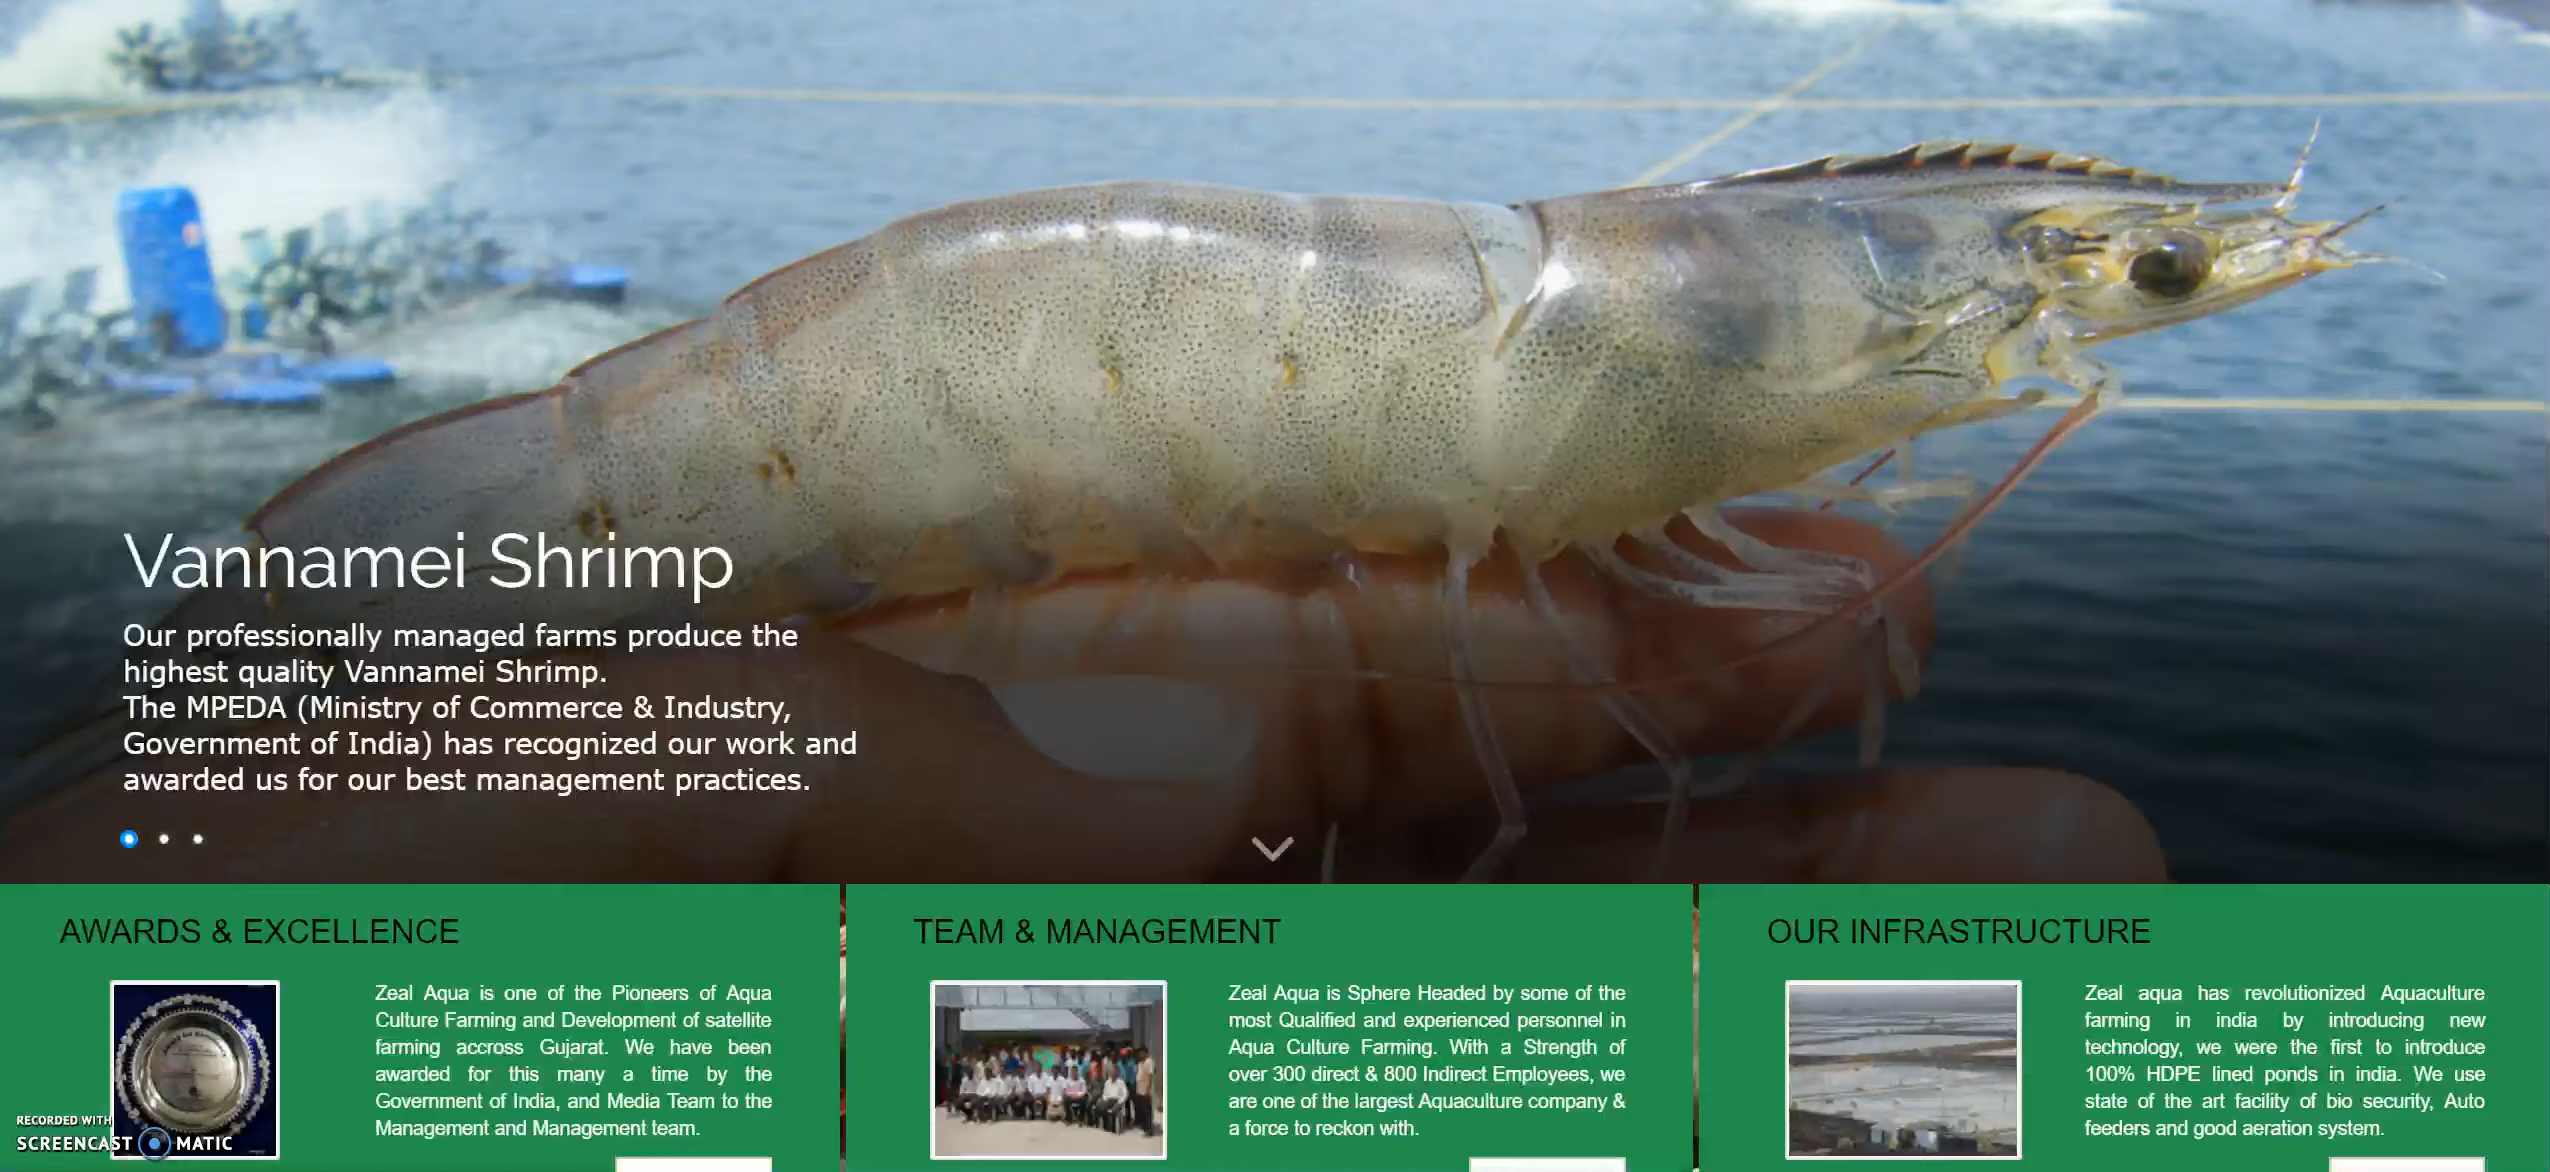 Vannamei Shrimp
Our professionally managed farms produce the
highest quality Vannamei Shrimp.
The MPEDA (Ministry of Commerce & Industry,
Government of India) has recognized our work and
awarded us for our best management practices.
AWARDS & EXCELLENCE
Zeal Aqua is one of the Pioneers of Aqua
Culture Farming and Development of satellite
farming accross Gujarat. We have been
awarded for this many a time by the
Government of India, and Media Team to the
Management and Management team.
TEAM & MANAGEMENT
Zeal Aqua is Sphere Headed by some of the
most Qualified and experienced personnel in
Aqua Culture Farming. With a Strength of
over 300 direct & 800 Indirect Employees, we
are one of the largest Aquaculture company &
a force to reckon with.
OUR INFRASTRUCTURE
Zeal aqua has revolutionized Aquaculture
farming in india by introducing new
technology, we were the first to introduce
100% HDPE lined ponds in india. We use
state of the art facility of bio security, Auto
feeders and good aeration system.
RECORDED WITH
SCREENCAST MATIC